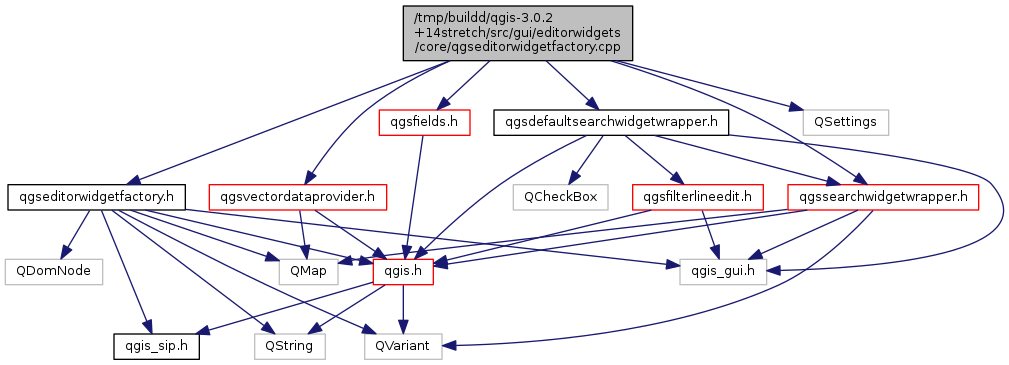 /tmp/buildd/qgis-3.0.2
+14stretch/src/gui/editorwidgets
/core/qgseditorwidgetfactory.cpp
qgsfields.h
qgsdefaultsearchwidgetwrapper.h
QSettings
qgseditorwidgetfactory.h
qgsvectordataprovider.h
QCheckBox
qgsfilterlineedit.h
qgssearchwidgetwrapper.h
QDomNode
QMap
qgis.h
qgis_gui.h
qgis_sip.h
QString
QVariant